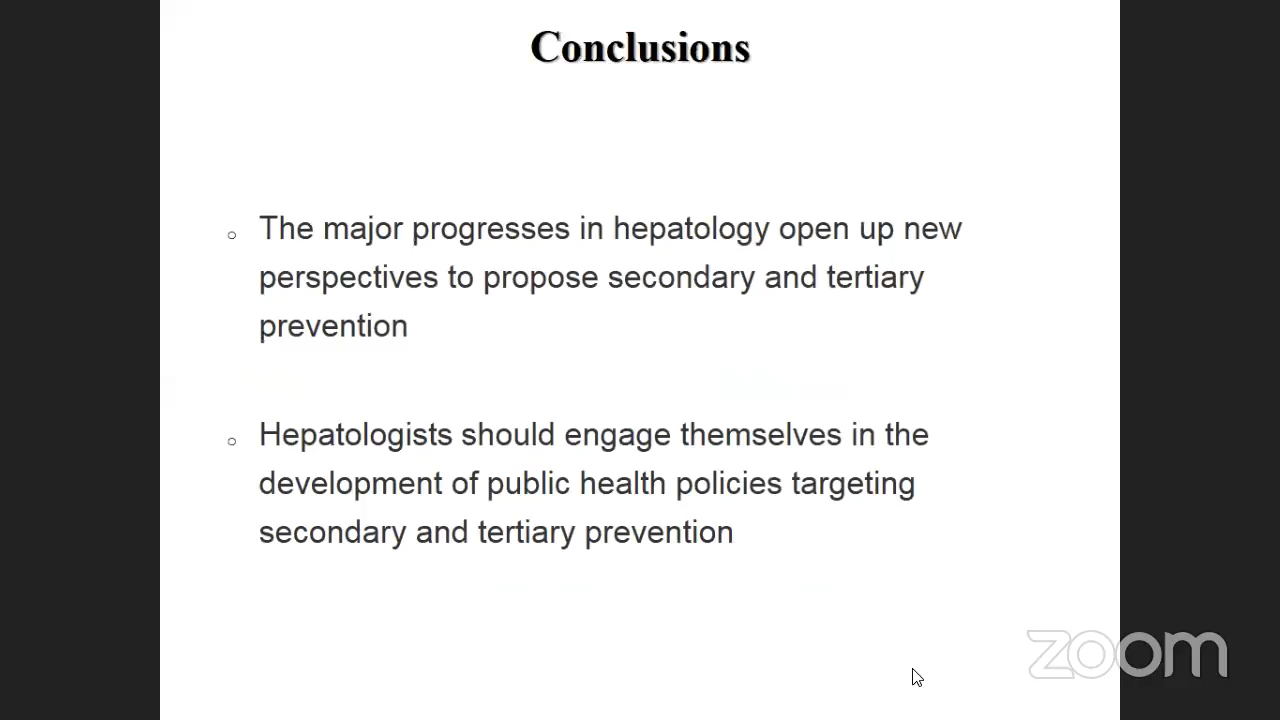 Conclusions
The major progresses in hepatology open up new
perspectives to propose secondary and tertiary
prevention
Hepatologists should engage themselves in the
development of public health policies targeting
secondary and tertiary prevention
zoom